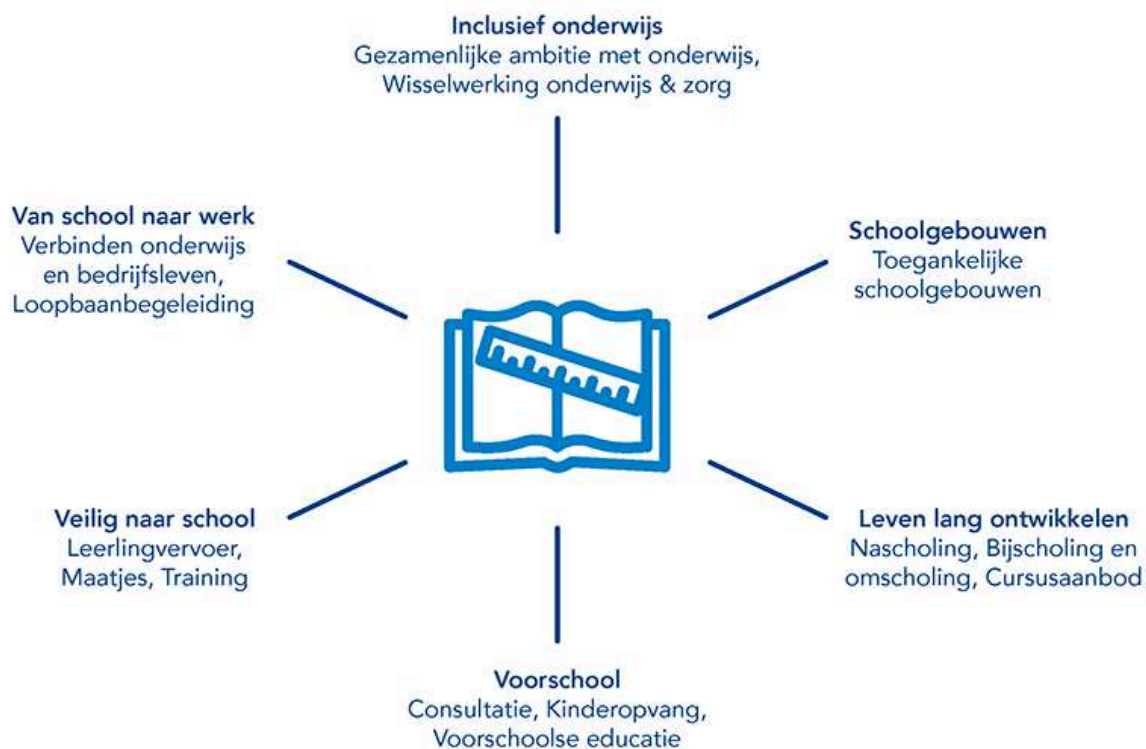 Inclusief onderwijs
Gezamenlijke ambitie met onderwijs,
Wisselwerking onderwijs & zorg
Van school naar werk
Verbinden onderwijs
en bedrijfsleven,
Loopbaanbegeleiding
Schoolgebouwen
Toegankelijke
schoolgebouwen
Veilig naar school
Leerlingvervoer,
Maatjes, Training
Leven lang ontwikkelen
Nascholing, Bijscholing en
omscholing, Cursusaanbod
Voorschool
Consultatie, Kinderopvang,
Voorschoolse educatie